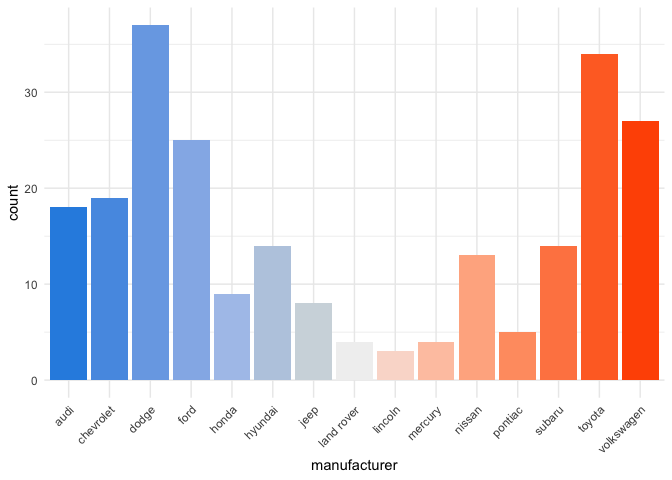 count
30
20
10
0
audi
chevrolet
dodge
ford
honda
hyundai
jeep
land rover
lincoln
mercury
nissan
pontiac
subaru
toyota
volkswagen
manufacturer